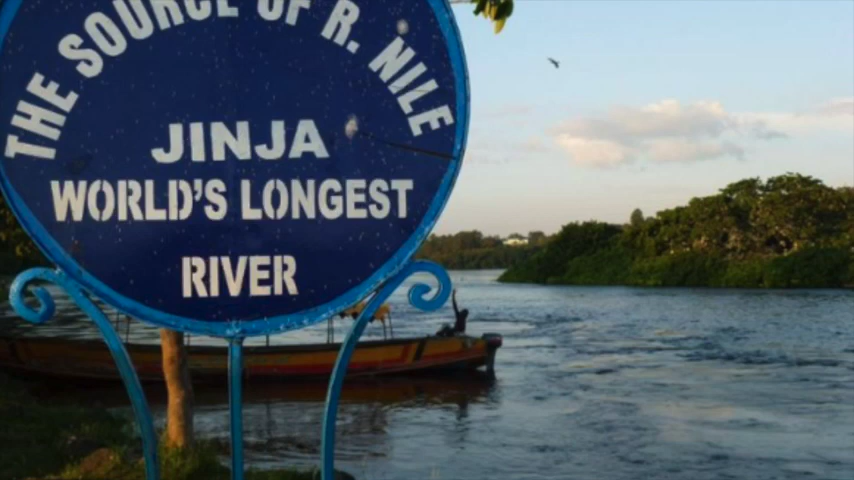 THE SOURCE OF R. NILE
JINJA
WORLD'S LONGEST
RIVER